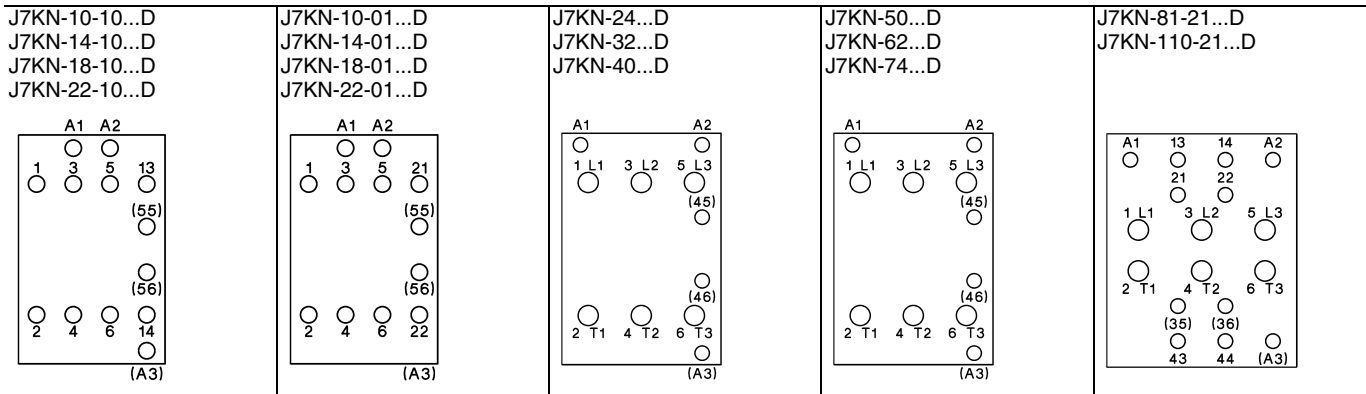 J7KN-10-10...D
J7KN-14-10...D
J7KN-18-10...D
J7KN-22-10...D
A1 A2
1 3 5 13
(55)
(56)
2 4 6 14
(A3)
J7KN-10-01...D
J7KN-14-01...D
J7KN-18-01...D
J7KN-22-01...D
A1 A2
1 3 5 21
(55)
(56)
2 4 6 22
(A3)
J7KN-24...D
J7KN-32...D
J7KN-40...D
A1 A2
1 L1 3 L2 5 L3
(45)
(46)
2 T1 4 T2 6 T3
(A3)
J7KN-50...D
J7KN-62...D
J7KN-74...D
A1 A2
1 L1 3 L2 5 L3
(45)
(46)
2 T1 4 T2 6 T3
(A3)
J7KN-81-21...D
J7KN-110-21...D
A1 13 14 A2
21 22
1 L1 3 L2 5 L3
2 T1 4 T2 6 T3
(35) (36)
43 44 (A3)